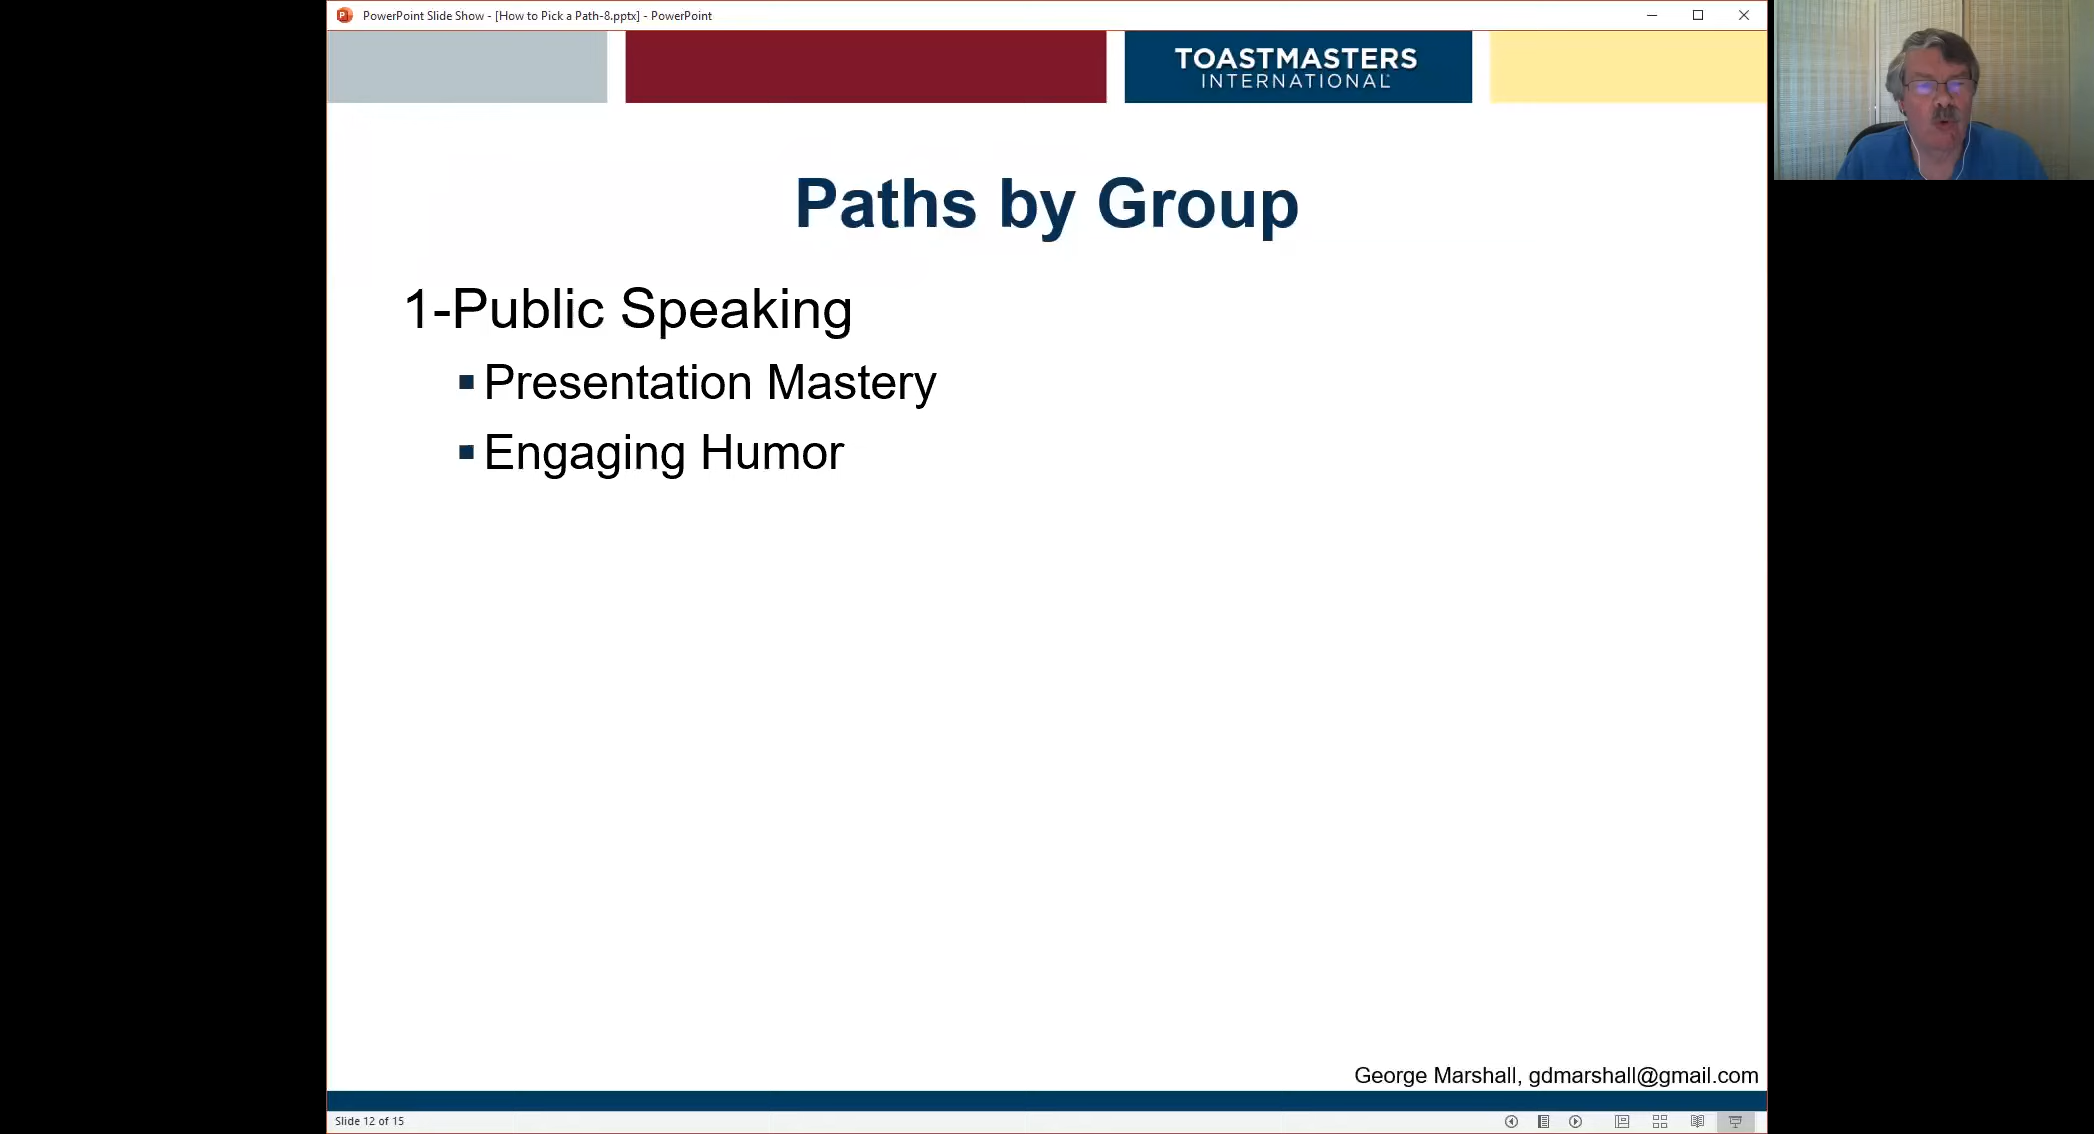 PowerPoint Slide Show - [How to Pick a Path-8.pptx] - PowerPoint
TOASTMASTERS
INTERNATIONAL
Paths by Group
1-Public Speaking
Presentation Mastery
Engaging Humor
George Marshall, gdmarshall@gmail.com
Slide 12 of 15